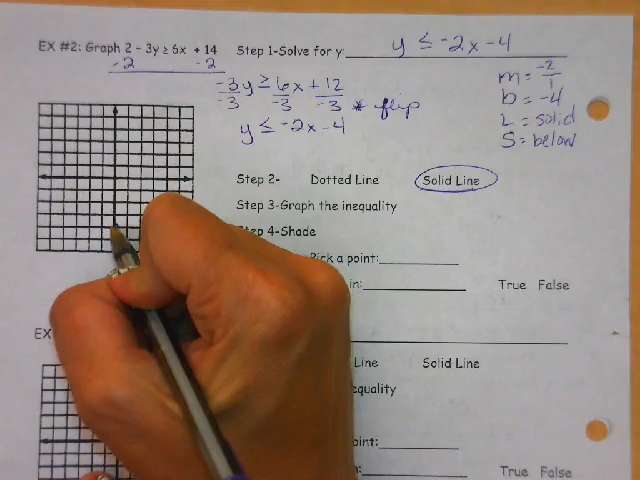 EX #2: Graph 2 - 3y ≥ 6x + 14
-2 -2
Step 1-Solve for y: y ≤ -2x - 4
-3y ≥ 6x + 12
-3 -3 -3 * flip
y ≤ -2x - 4
m = -2/1
b = -4
L = solid
S = below
Step 2- Dotted Line Solid Line
Step 3-Graph the inequality
Step 4-Shade
Pick a point:
in: True False
EX
Line Solid Line
equality
oint:
n: True False